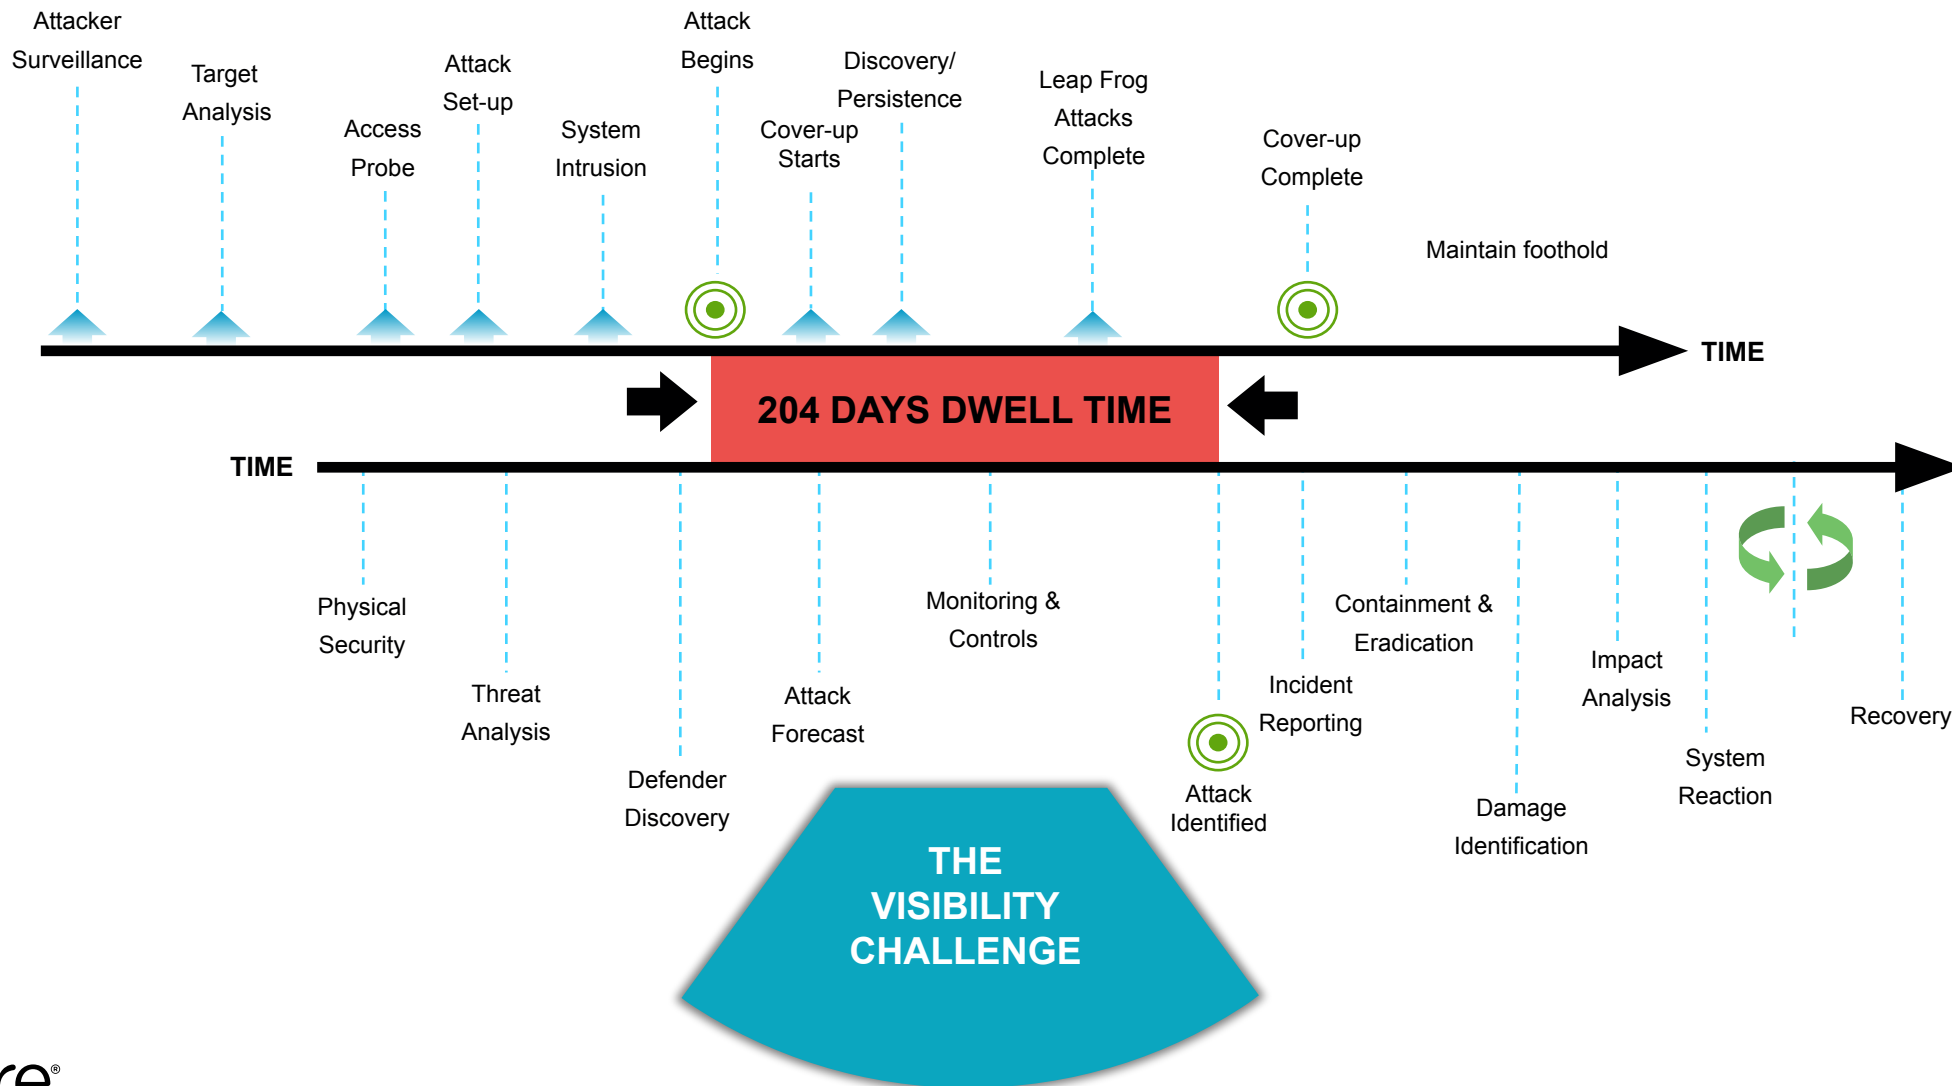 Attacker
Surveillance
Target
Analysis
Access
Probe
Attack
Set-up
System
Intrusion
Attack
Begins
Cover-up
Starts
Discovery/
Persistence
Leap Frog
Attacks
Complete
Cover-up
Complete
Maintain foothold
TIME
204 DAYS DWELL TIME
TIME
Physical
Security
Threat
Analysis
Defender
Discovery
Attack
Forecast
Monitoring &
Controls
Attack
Identified
Incident
Reporting
Containment &
Eradication
Damage
Identification
Impact
Analysis
System
Reaction
Recovery
THE
VISIBILITY
CHALLENGE